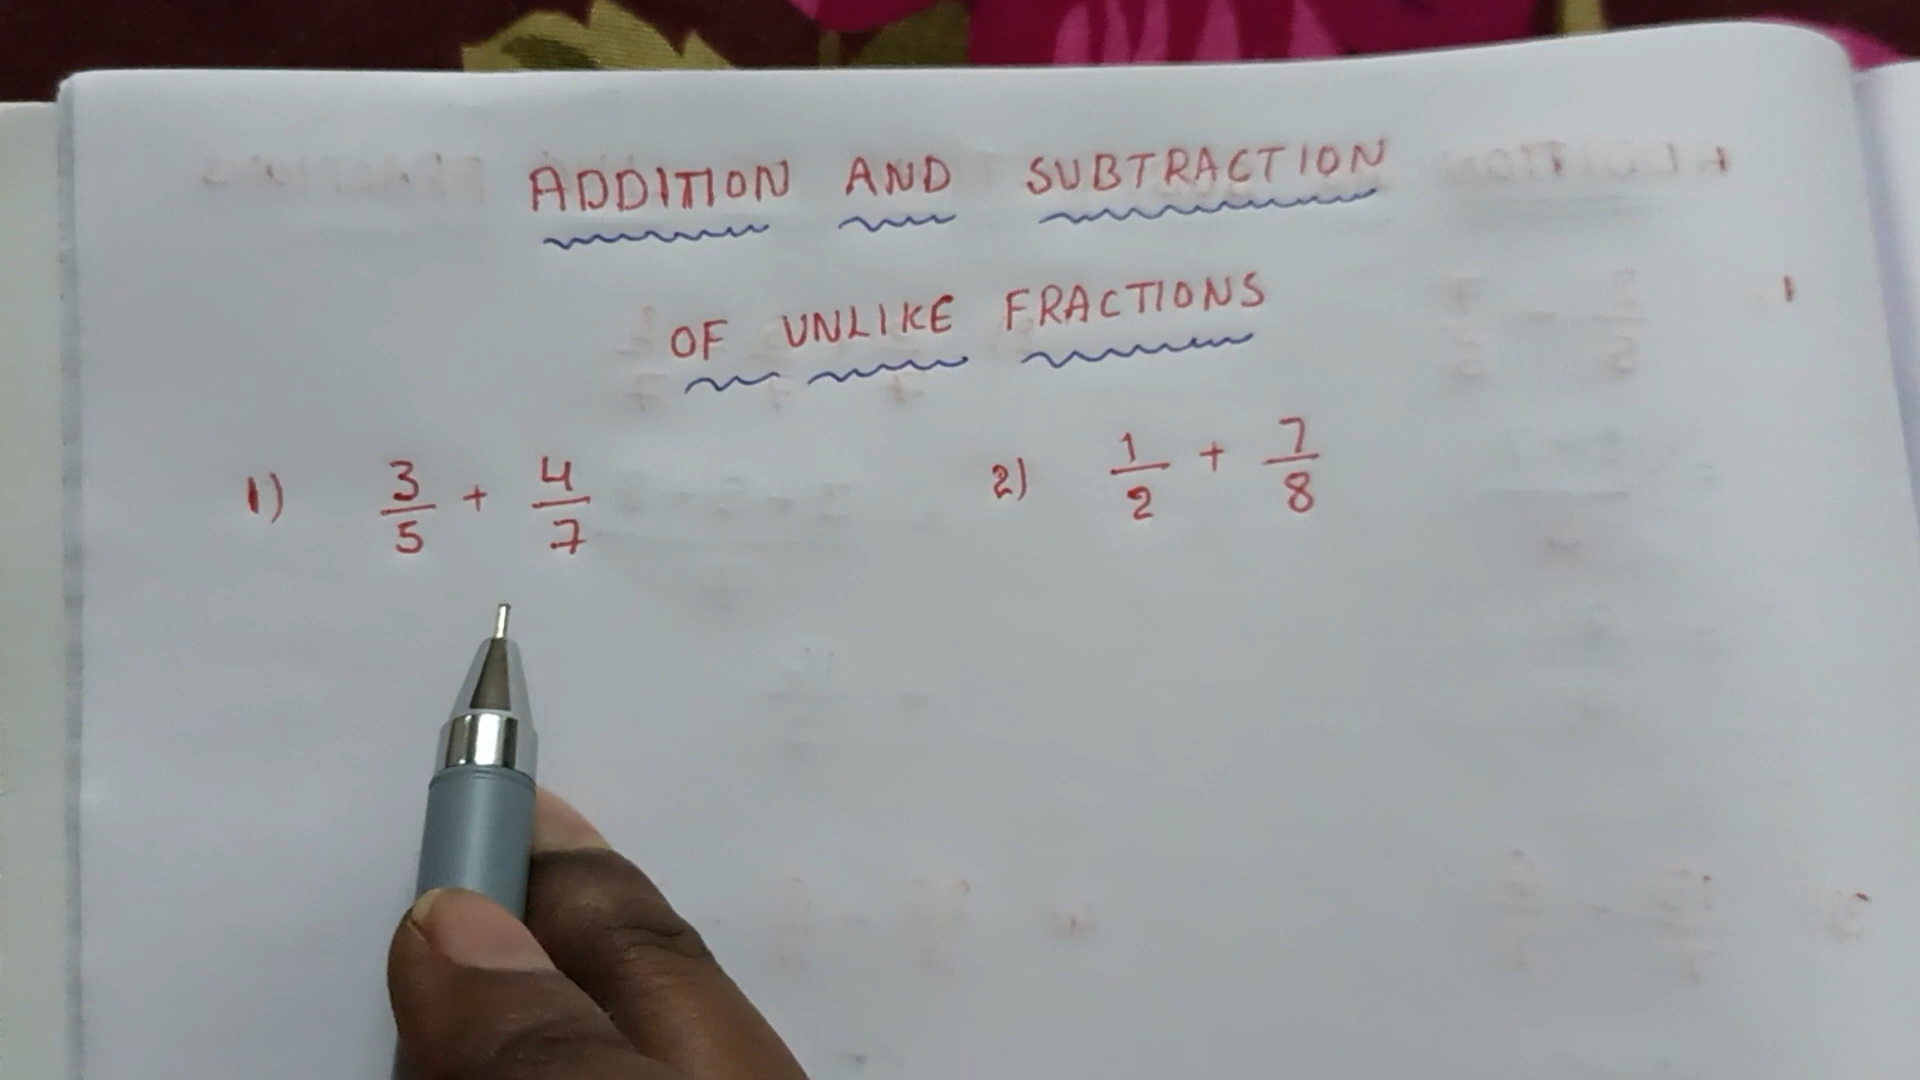 ADDITION AND SUBTRACTION
OF UNLIKE FRACTIONS
1) 3/5 + 4/7
2) 1/2 + 7/8